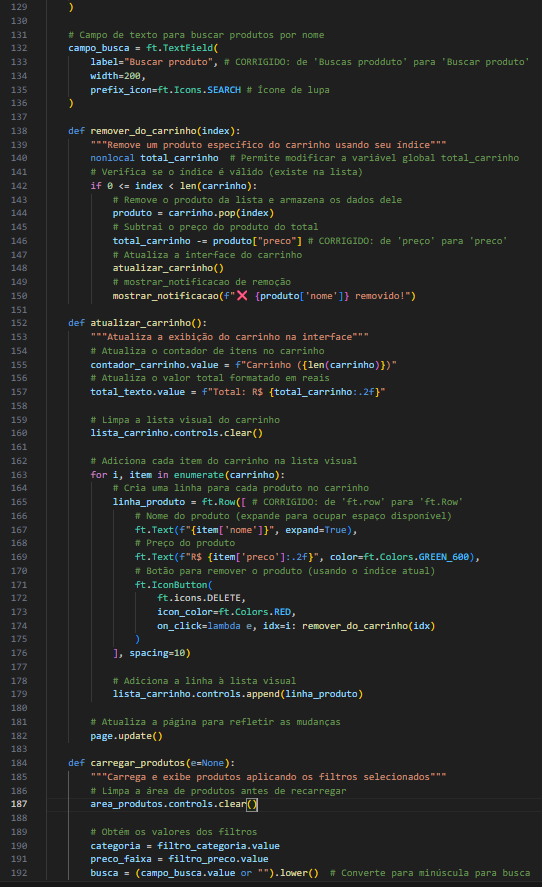 129 )
130
131 # Campo de texto para buscar produtos por nome
132 campo_busca = ft.TextField(
133     label="Buscar produto", # CORRIGIDO: de 'Buscas prodduto' para 'Buscar produto'
134     width=200,
135     prefix_icon=ft.Icons.SEARCH # Ícone de lupa
136 )
137
138 def remover_do_carrinho(index):
139     """Remove um produto específico do carrinho usando seu índice"""
140     nonlocal total_carrinho  # Permite modificar a variável global total_carrinho
141     # Verifica se o índice é válido (existe na lista)
142     if 0 <= index < len(carrinho):
143         # Remove o produto da lista e armazena os dados dele
144         produto = carrinho.pop(index)
145         # Subtrai o preço do produto do total
146         total_carrinho -= produto["preco"] # CORRIGIDO: de 'preço' para 'preco'
147         # Atualiza a interface do carrinho
148         atualizar_carrinho()
149         # mostrar_notificacao de remoção
150         mostrar_notificacao(f"❌ {produto['nome']} removido!")
151
152 def atualizar_carrinho():
153     """Atualiza a exibição do carrinho na interface"""
154     # Atualiza o contador de itens no carrinho
155     contador_carrinho.value = f"Carrinho ({len(carrinho)})"
156     # Atualiza o valor total formatado em reais
157     total_texto.value = f"Total: R$ {total_carrinho:.2f}"
158
159     # Limpa a lista visual do carrinho
160     lista_carrinho.controls.clear()
161
162     # Adiciona cada item do carrinho na lista visual
163     for i, item in enumerate(carrinho):
164         # Cria uma linha para cada produto no carrinho
165         linha_produto = ft.Row([ # CORRIGIDO: de 'ft.row' para 'ft.Row'
166             # Nome do produto (expande para ocupar espaço disponível)
167             ft.Text(f"{item['nome']}", expand=True),
168             # Preço do produto
169             ft.Text(f"R$ {item['preco']:.2f}", color=ft.Colors.GREEN_600),
170             # Botão para remover o produto (usando o índice atual)
171             ft.IconButton(
172                 ft.icons.DELETE,
173                 icon_color=ft.Colors.RED,
174                 on_click=lambda e, idx=i: remover_do_carrinho(idx)
175             )
176         ], spacing=10)
177
178         # Adiciona a linha à lista visual
179         lista_carrinho.controls.append(linha_produto)
180
181     # Atualiza a página para refletir as mudanças
182     page.update()
183
184 def carregar_produtos(e=None):
185     """Carrega e exibe produtos aplicando os filtros selecionados"""
186     # Limpa a área de produtos antes de recarregar
187     area_produtos.controls.clear()
188
189     # Obtém os valores dos filtros
190     categoria = filtro_categoria.value
191     preco_faixa = filtro_preco.value
192     busca = (campo_busca.value or "").lower()  # Converte para minúscula para busca